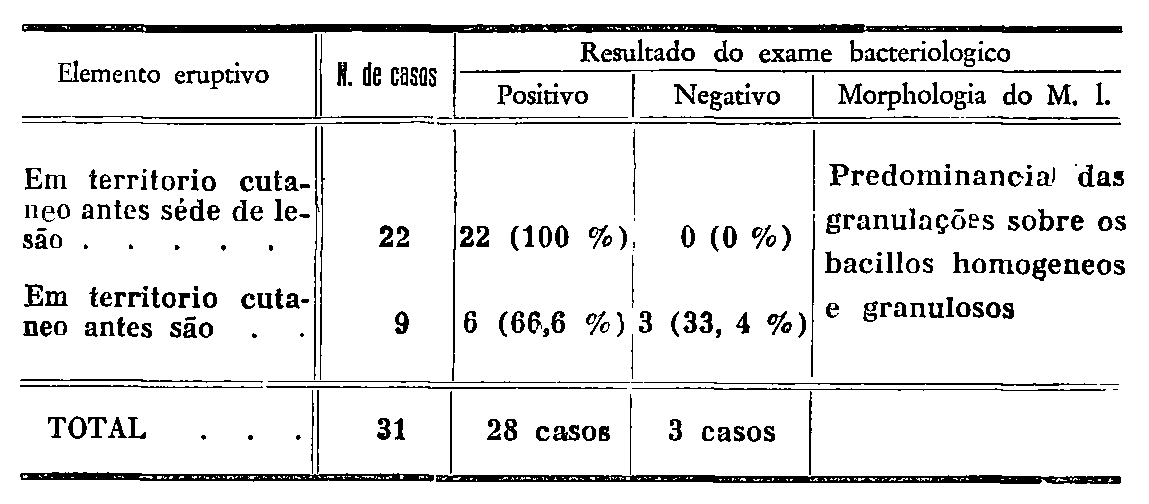 Elemento eruptivo
N. de casos
Resultado do exame bacteriologico
Positivo
Negativo
Morphologia do M. l.
Em territorio cuta-
neo antes séde de le-
são . . . . .
22
22 (100 %)
0 (0 %)
Em territorio cuta-
neo antes são . .
9
6 (66,6 %)
3 (33, 4 %)
Predominancia das
granulações sobre os
bacillos homogeneos
e granulosos
TOTAL . . .
31
28 casos
3 casos